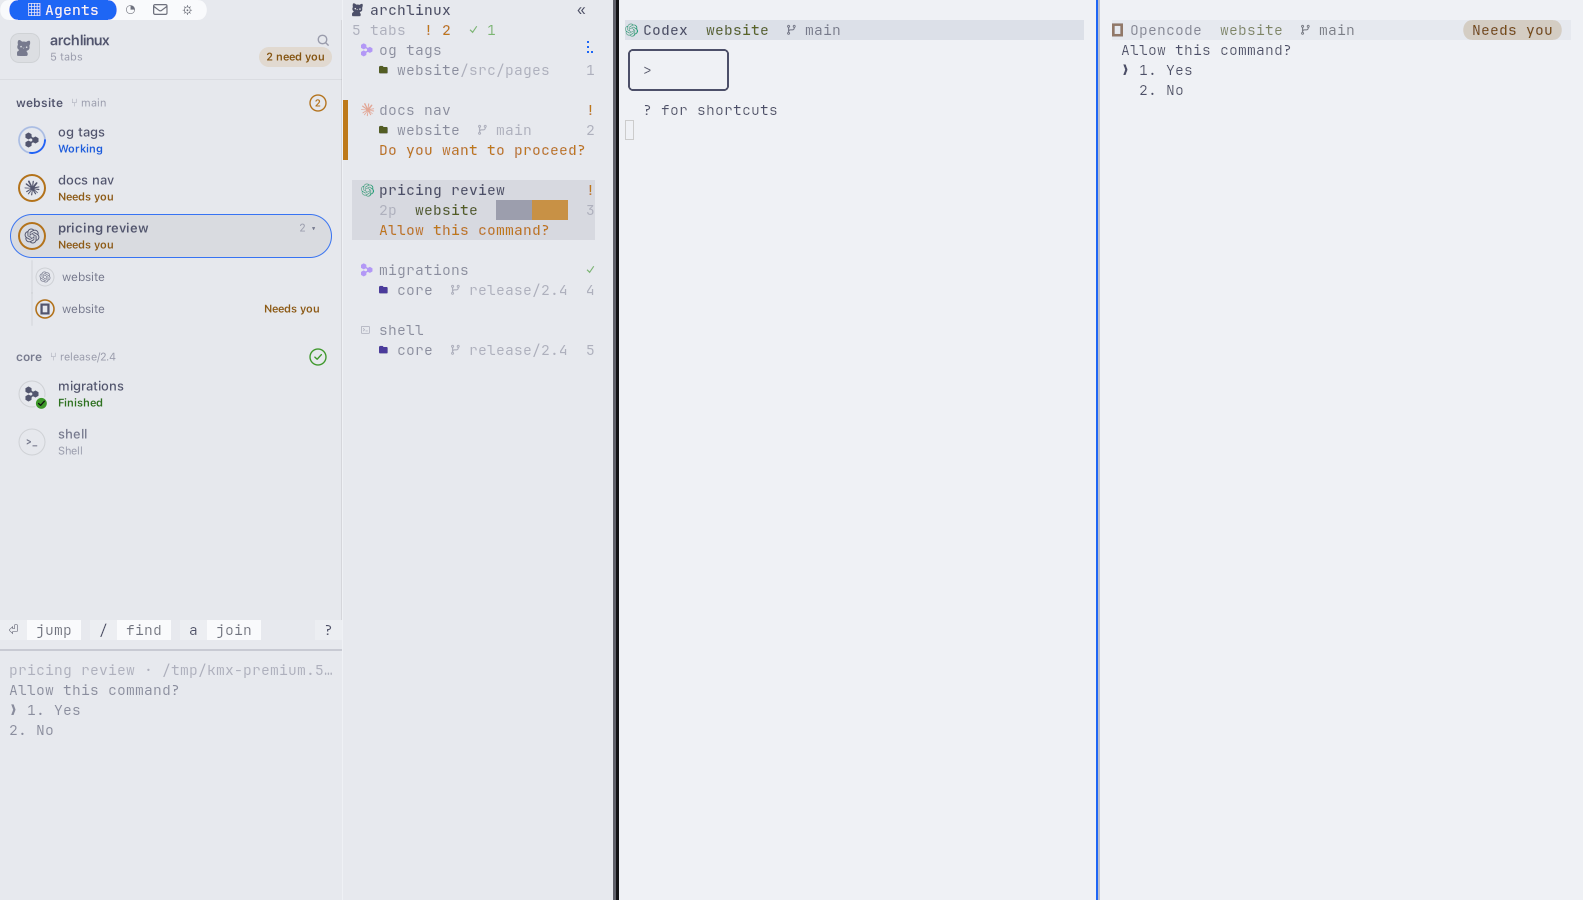 Agents
archlinux
5 tabs
2 need you
website main
2
og tags
Working
docs nav
Needs you
pricing review 2
Needs you
website
website Needs you
core release/2.4
migrations
Finished
>_ shell
Shell
jump / find a join ?
pricing review · /tmp/kmx-premium.5…
Allow this command?
❯ 1. Yes
2. No
archlinux «
5 tabs ! 2 ✓ 1
og tags
website/src/pages 1
docs nav !
website main 2
Do you want to proceed?
pricing review !
2p website 3
Allow this command?
migrations ✓
core release/2.4 4
shell
core release/2.4 5
Codex website main
>
? for shortcuts
Opencode website main Needs you
Allow this command?
❯ 1. Yes
2. No